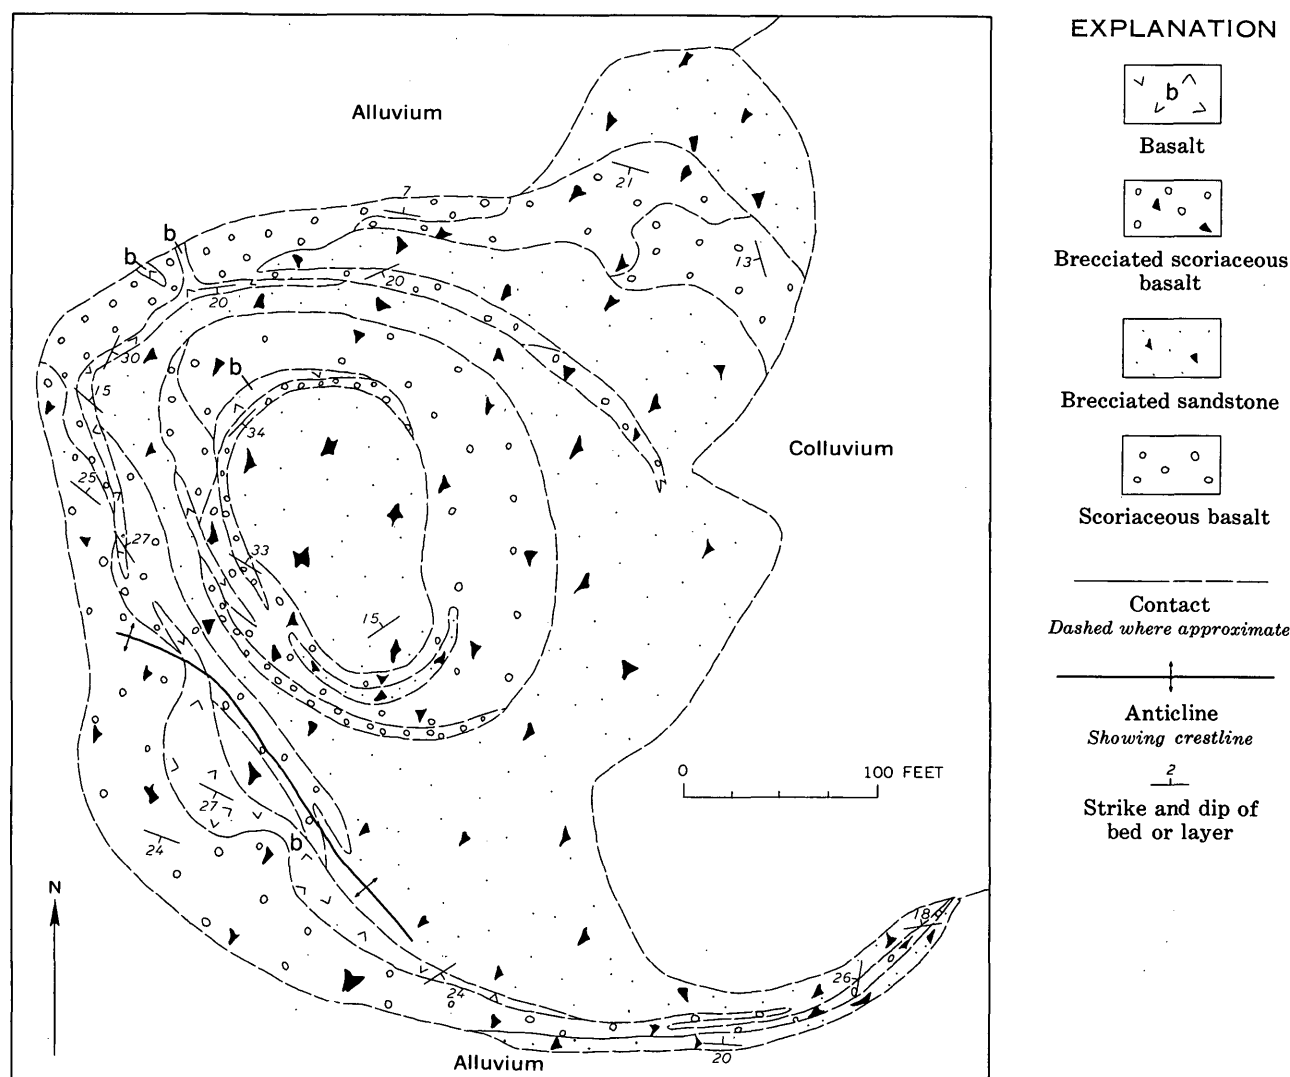 EXPLANATION
b
Basalt
Brecciated scoriaceous
basalt
Brecciated sandstone
Scoriaceous basalt
Contact
Dashed where approximate
Anticline
Showing crestline
2
Strike and dip of
bed or layer
Alluvium
21
7
b
b
13
20
20
30
b
15
34
Colluvium
25
27
33
15
0 100 FEET
27
24
b
N
18
26
24
20
Alluvium